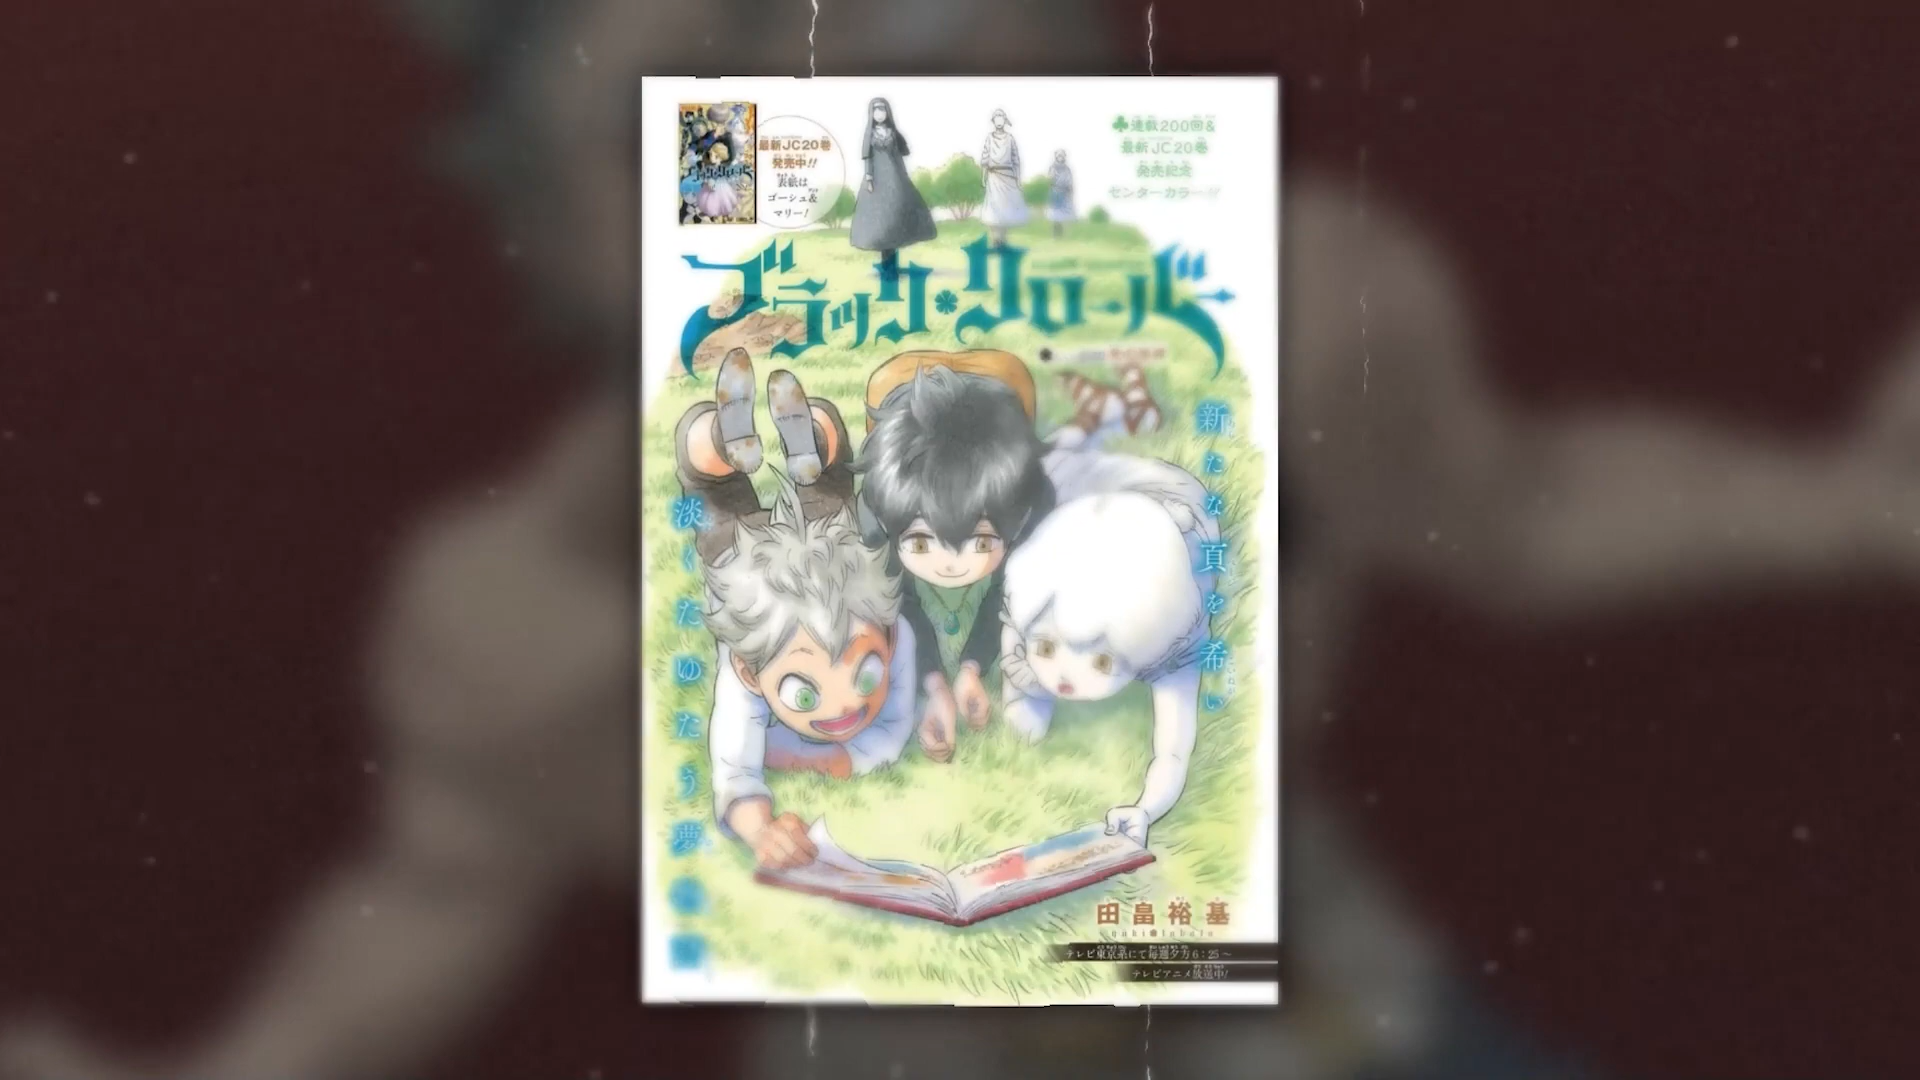 最新JC20巻
発売中!!
表紙は
ゴーシュ&
マリー!
連載200回&
最新JC20巻
発売記念
センターカラー!!
ブラッククローバー
新たな頁を希い
淡くたゆたう夢
田畠裕基
テレビ東京系にて毎週夕方6:25~
テレビアニメ放送中!